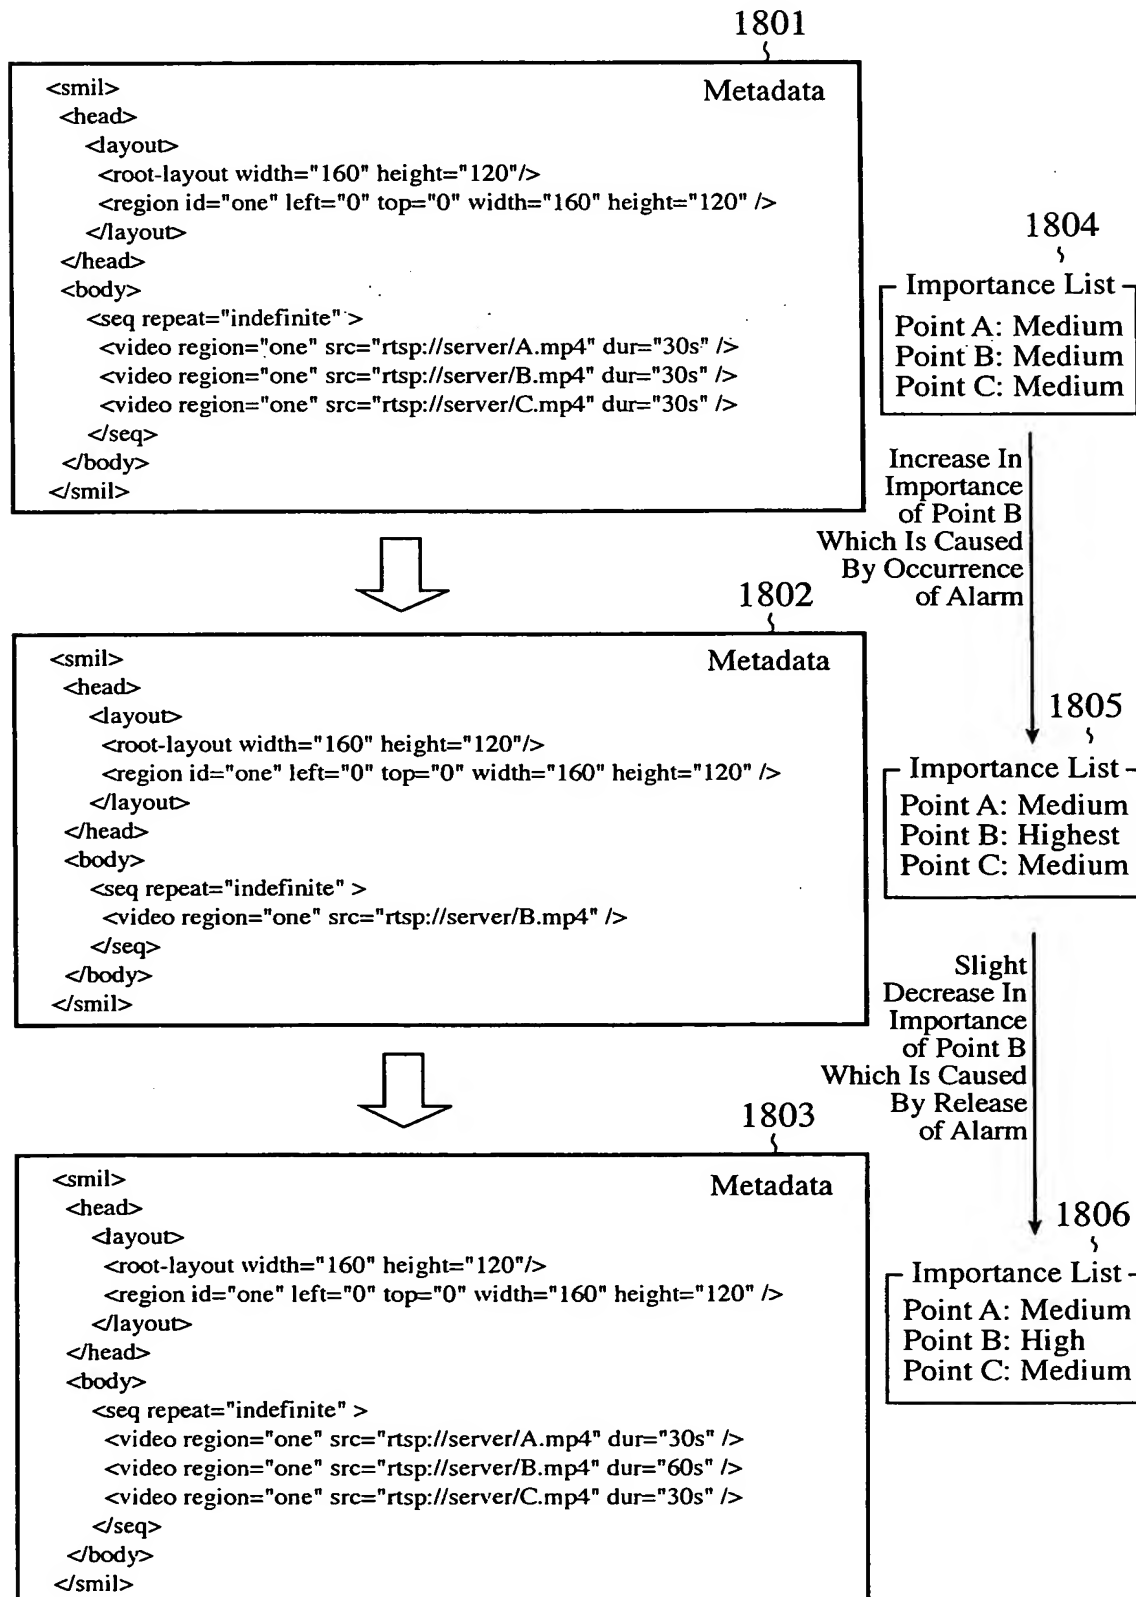 1801
Metadata
<smil>
<head>
<layout>
<root-layout width="160" height="120"/>
<region id="one" left="0" top="0" width="160" height="120" />
</layout>
</head>
<body>
<seq repeat="indefinite" >
<video region="one" src="rtsp://server/A.mp4" dur="30s" />
<video region="one" src="rtsp://server/B.mp4" dur="30s" />
<video region="one" src="rtsp://server/C.mp4" dur="30s" />
</seq>
</body>
</smil>
1804
Importance List
Point A: Medium
Point B: Medium
Point C: Medium
Increase In
Importance
of Point B
Which Is Caused
By Occurrence
of Alarm
1802
Metadata
<smil>
<head>
<layout>
<root-layout width="160" height="120"/>
<region id="one" left="0" top="0" width="160" height="120" />
</layout>
</head>
<body>
<seq repeat="indefinite" >
<video region="one" src="rtsp://server/B.mp4" />
</seq>
</body>
</smil>
1805
Importance List
Point A: Medium
Point B: Highest
Point C: Medium
Slight
Decrease In
Importance
of Point B
Which Is Caused
By Release
of Alarm
1803
Metadata
<smil>
<head>
<layout>
<root-layout width="160" height="120"/>
<region id="one" left="0" top="0" width="160" height="120" />
</layout>
</head>
<body>
<seq repeat="indefinite" >
<video region="one" src="rtsp://server/A.mp4" dur="30s" />
<video region="one" src="rtsp://server/B.mp4" dur="60s" />
<video region="one" src="rtsp://server/C.mp4" dur="30s" />
</seq>
</body>
</smil>
1806
Importance List
Point A: Medium
Point B: High
Point C: Medium